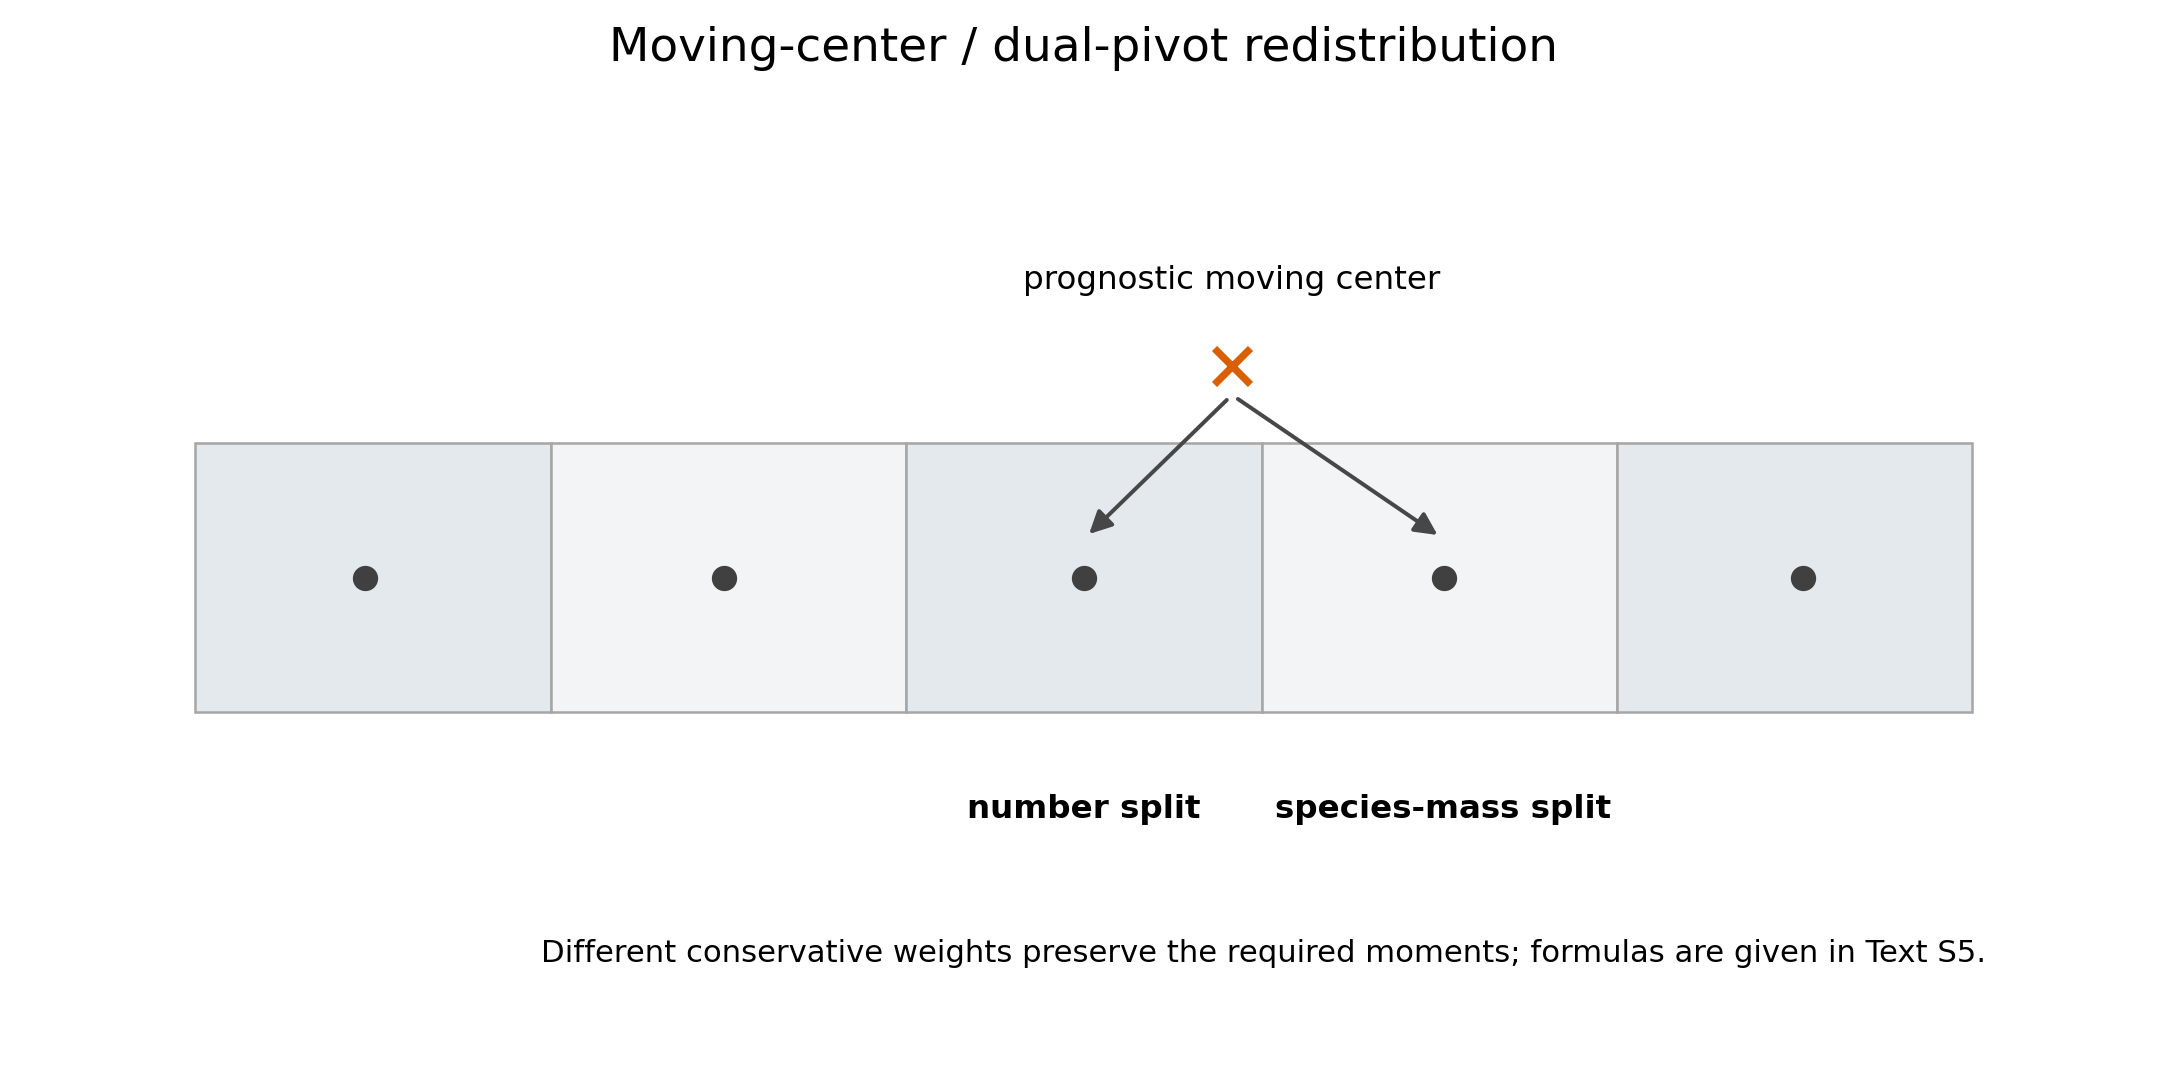 Moving-center / dual-pivot redistribution
prognostic moving center
number split
species-mass split
Different conservative weights preserve the required moments; formulas are given in Text S5.